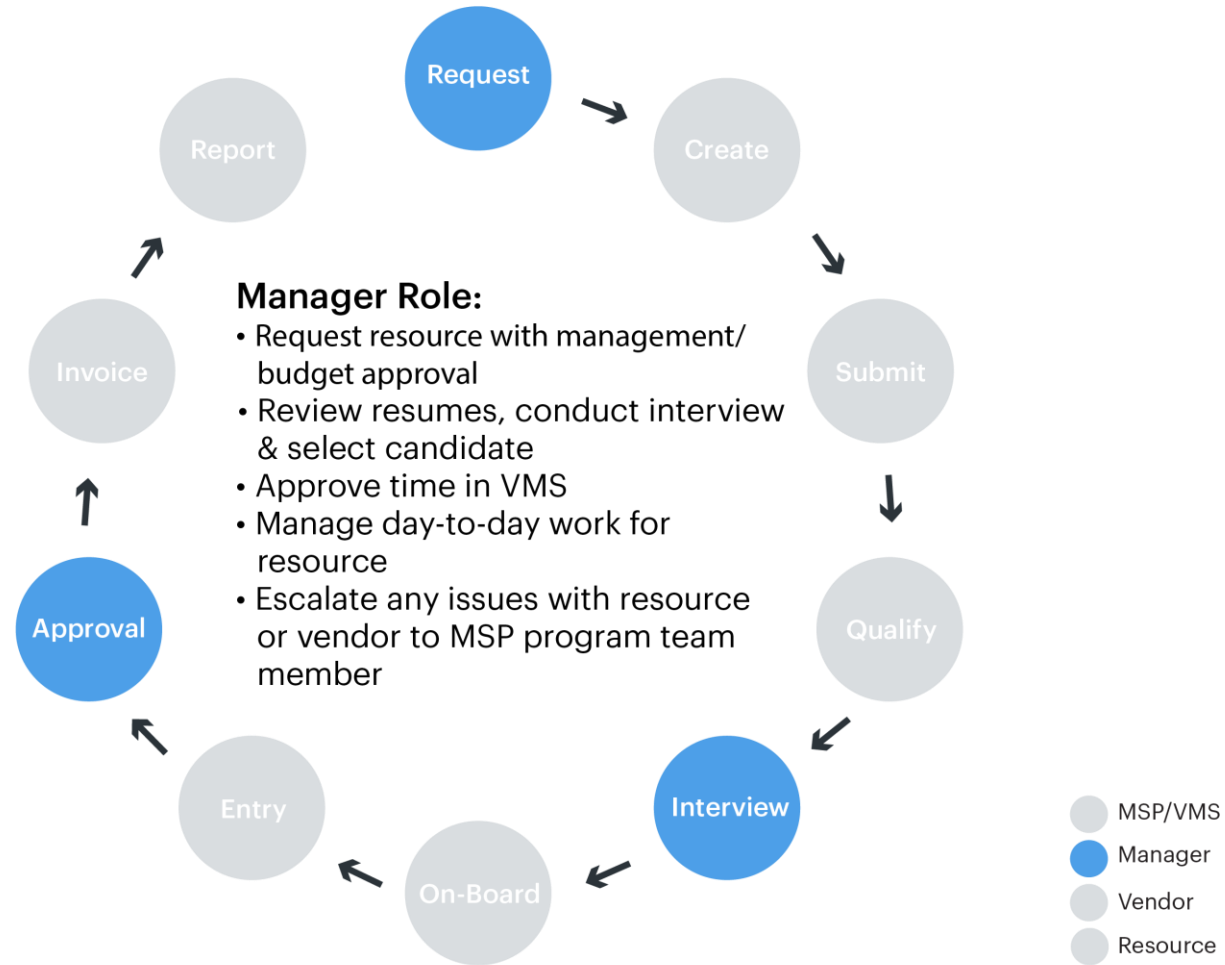 Request
Create
Submit
Qualify
Interview
On-Board
Entry
Approval
Invoice
Report
Manager Role:
• Request resource with management/
budget approval
• Review resumes, conduct interview
& select candidate
• Approve time in VMS
• Manage day-to-day work for
resource
• Escalate any issues with resource
or vendor to MSP program team
member
MSP/VMS
Manager
Vendor
Resource